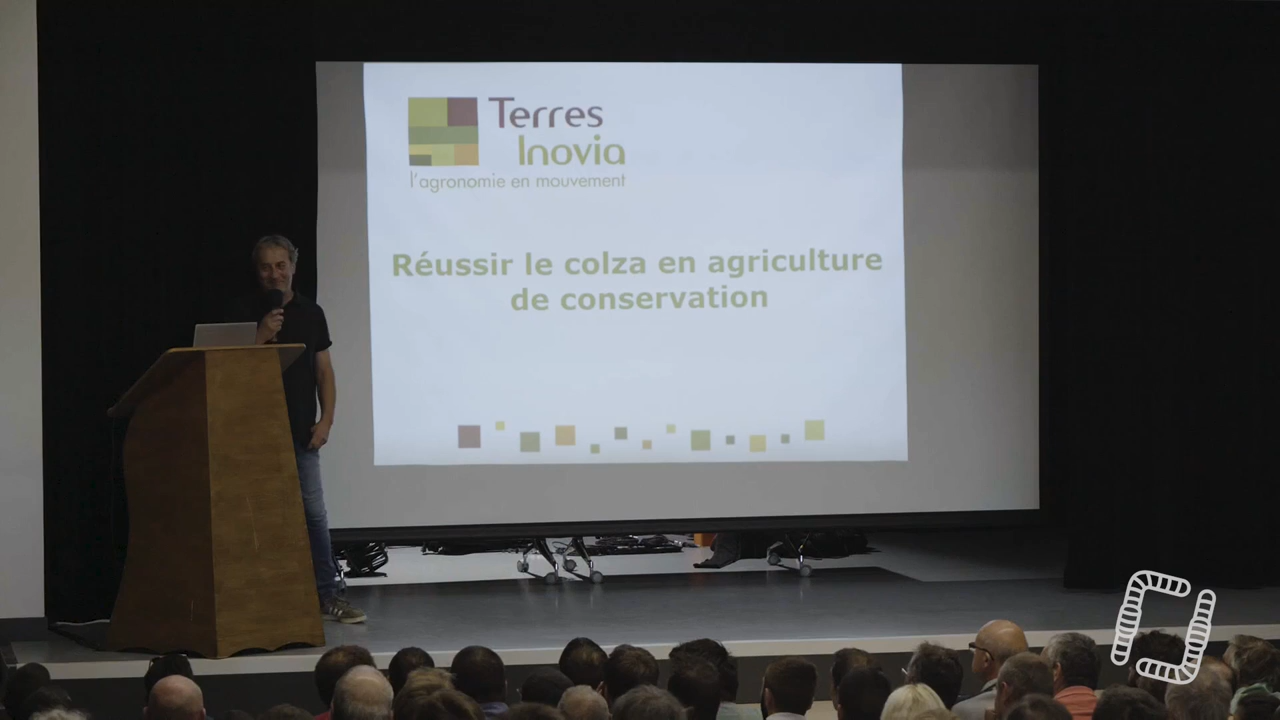 Terres
Inovia
l'agronomie en mouvement
Réussir le colza en agriculture
de conservation